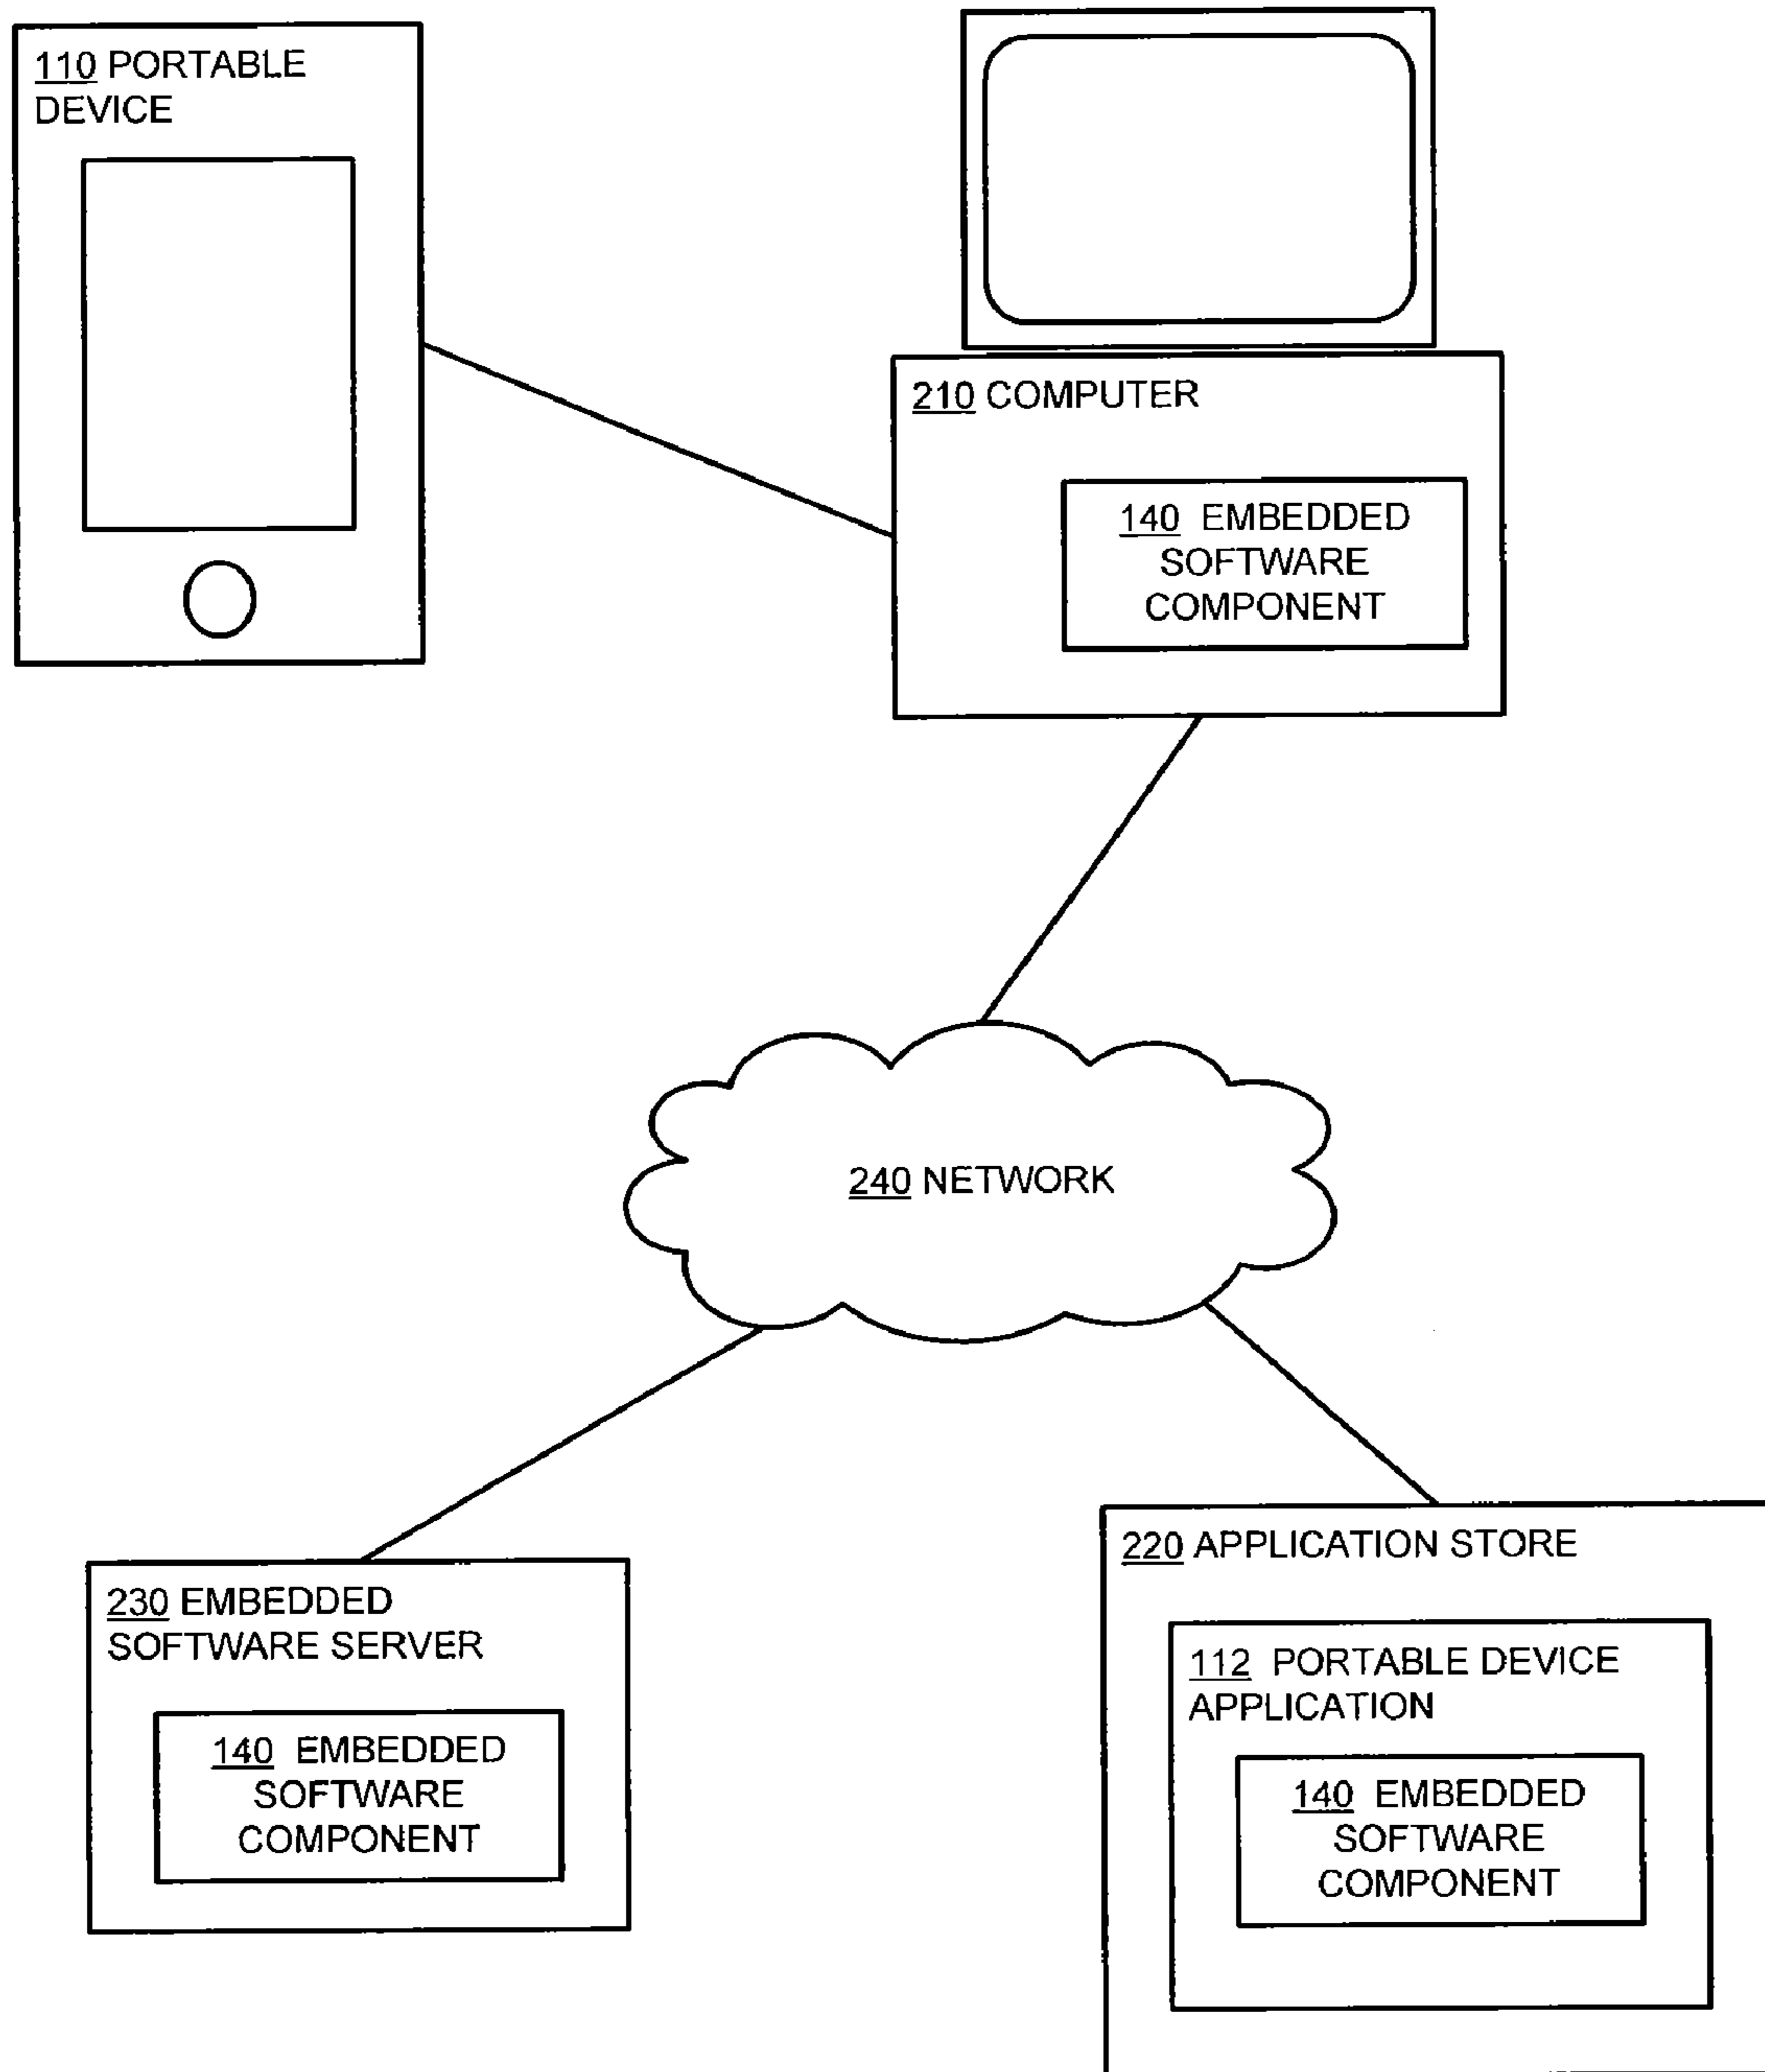 110 PORTABLE
DEVICE
210 COMPUTER
140 EMBEDDED
SOFTWARE
COMPONENT
240 NETWORK
230 EMBEDDED
SOFTWARE SERVER
140 EMBEDDED
SOFTWARE
COMPONENT
220 APPLICATION STORE
112 PORTABLE DEVICE
APPLICATION
140 EMBEDDED
SOFTWARE
COMPONENT